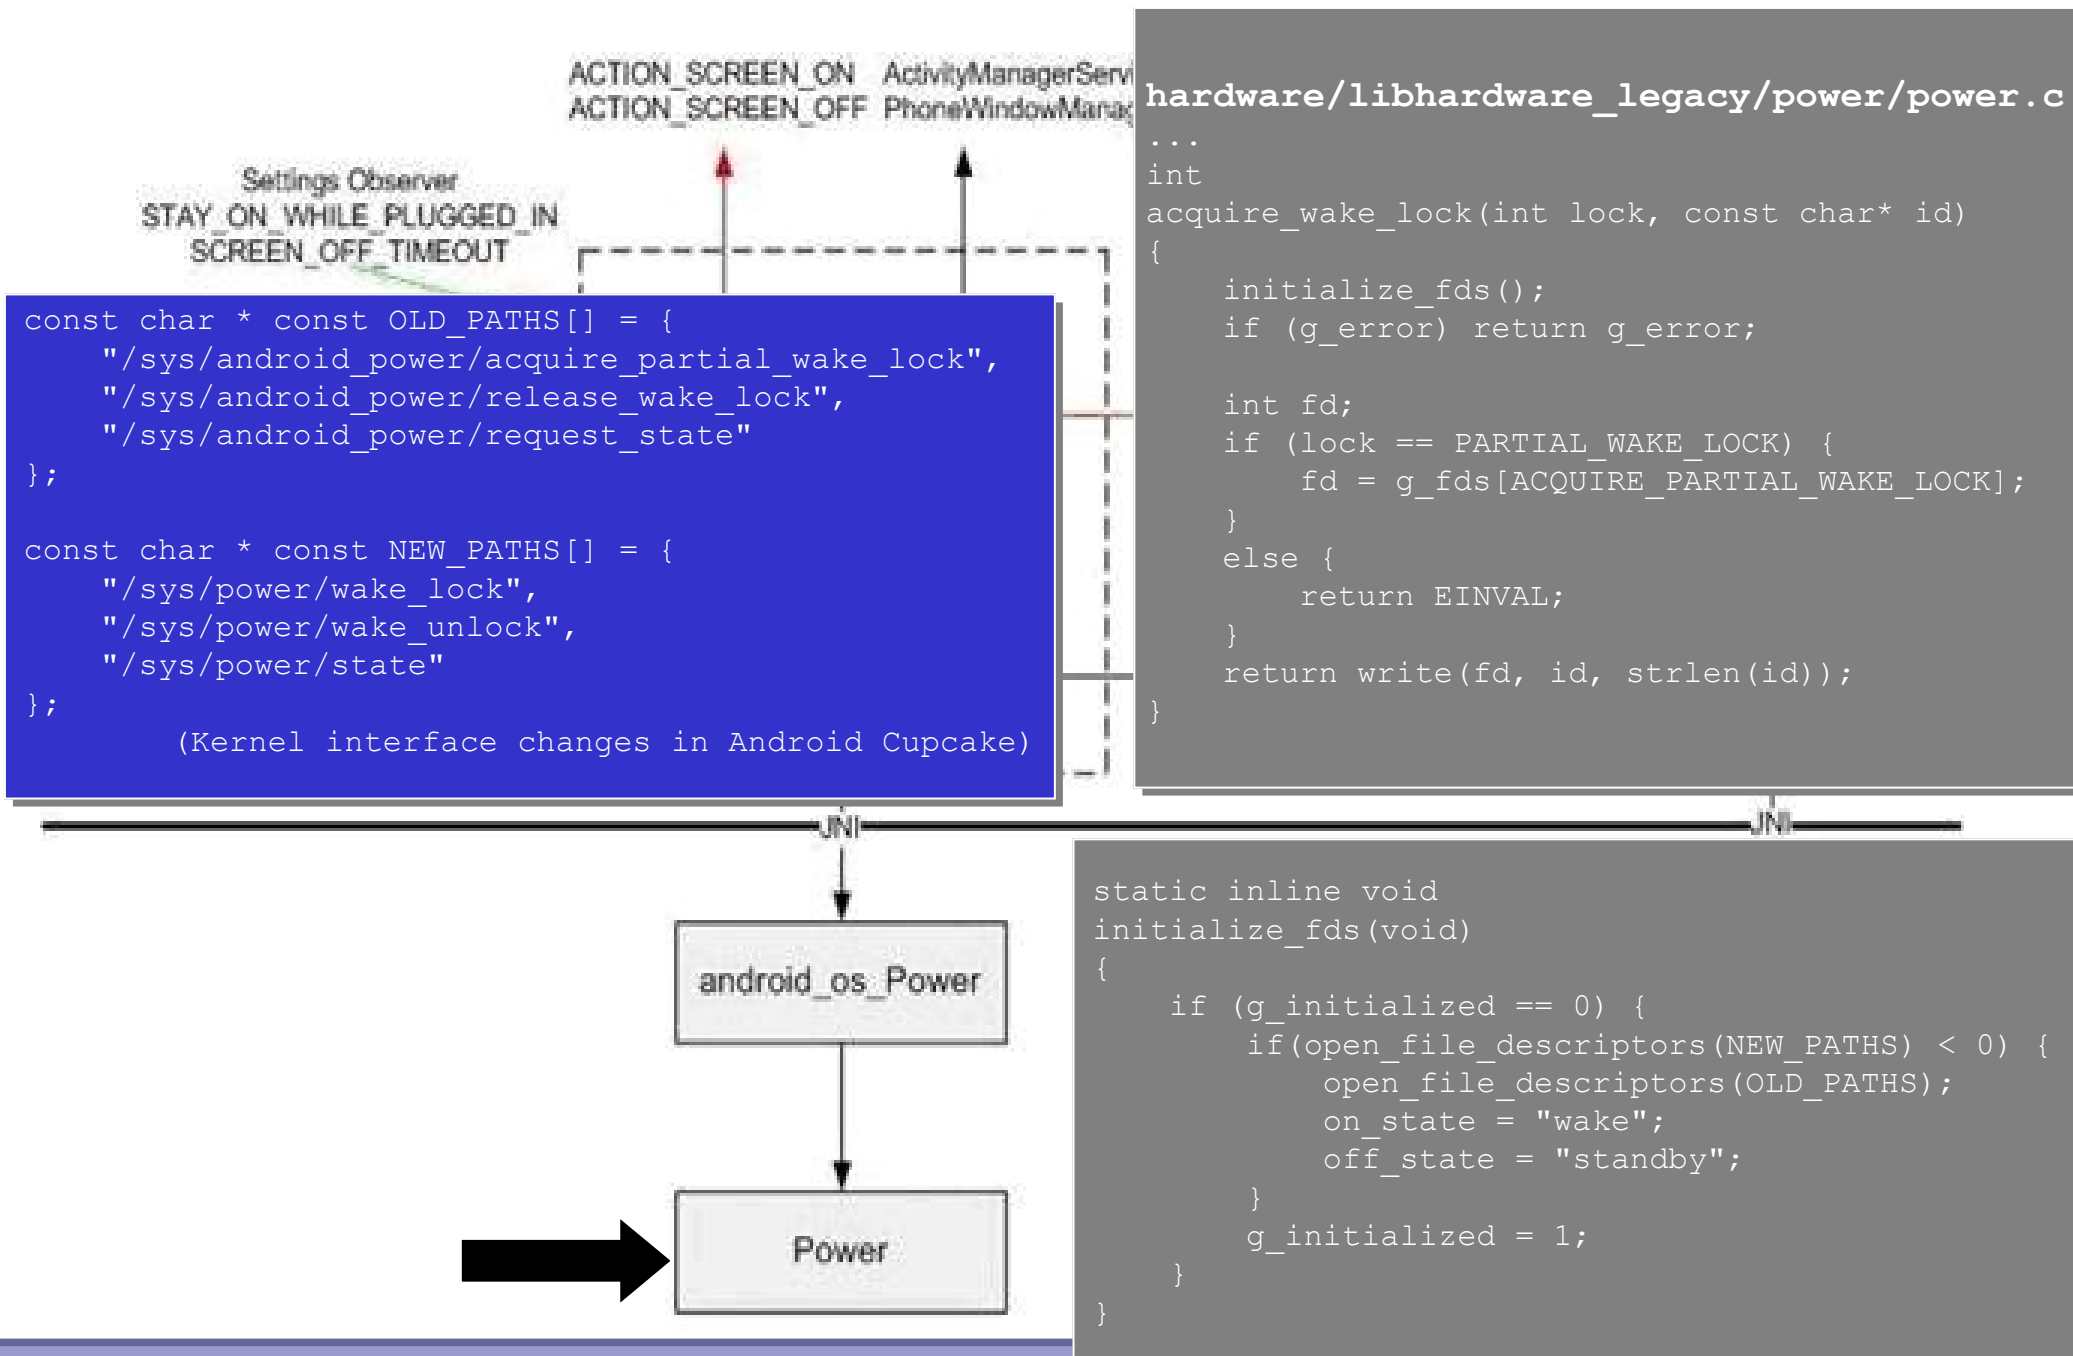 ACTION_SCREEN_ON ActivityManagerServi
ACTION_SCREEN_OFF PhoneWindowManag
Settings Observer
STAY_ON_WHILE_PLUGGED_IN
SCREEN_OFF_TIMEOUT
const char * const OLD_PATHS[] = {
    "/sys/android_power/acquire_partial_wake_lock",
    "/sys/android_power/release_wake_lock",
    "/sys/android_power/request_state"
};
const char * const NEW_PATHS[] = {
    "/sys/power/wake_lock",
    "/sys/power/wake_unlock",
    "/sys/power/state"
};
(Kernel interface changes in Android Cupcake)
hardware/libhardware_legacy/power/power.c
...
int
acquire_wake_lock(int lock, const char* id)
{
    initialize_fds();
    if (g_error) return g_error;
    int fd;
    if (lock == PARTIAL_WAKE_LOCK) {
        fd = g_fds[ACQUIRE_PARTIAL_WAKE_LOCK];
    }
    else {
        return EINVAL;
    }
    return write(fd, id, strlen(id));
}
JNI
JNI
android_os_Power
Power
static inline void
initialize_fds(void)
{
    if (g_initialized == 0) {
        if(open_file_descriptors(NEW_PATHS) < 0) {
            open_file_descriptors(OLD_PATHS);
            on_state = "wake";
            off_state = "standby";
        }
        g_initialized = 1;
    }
}